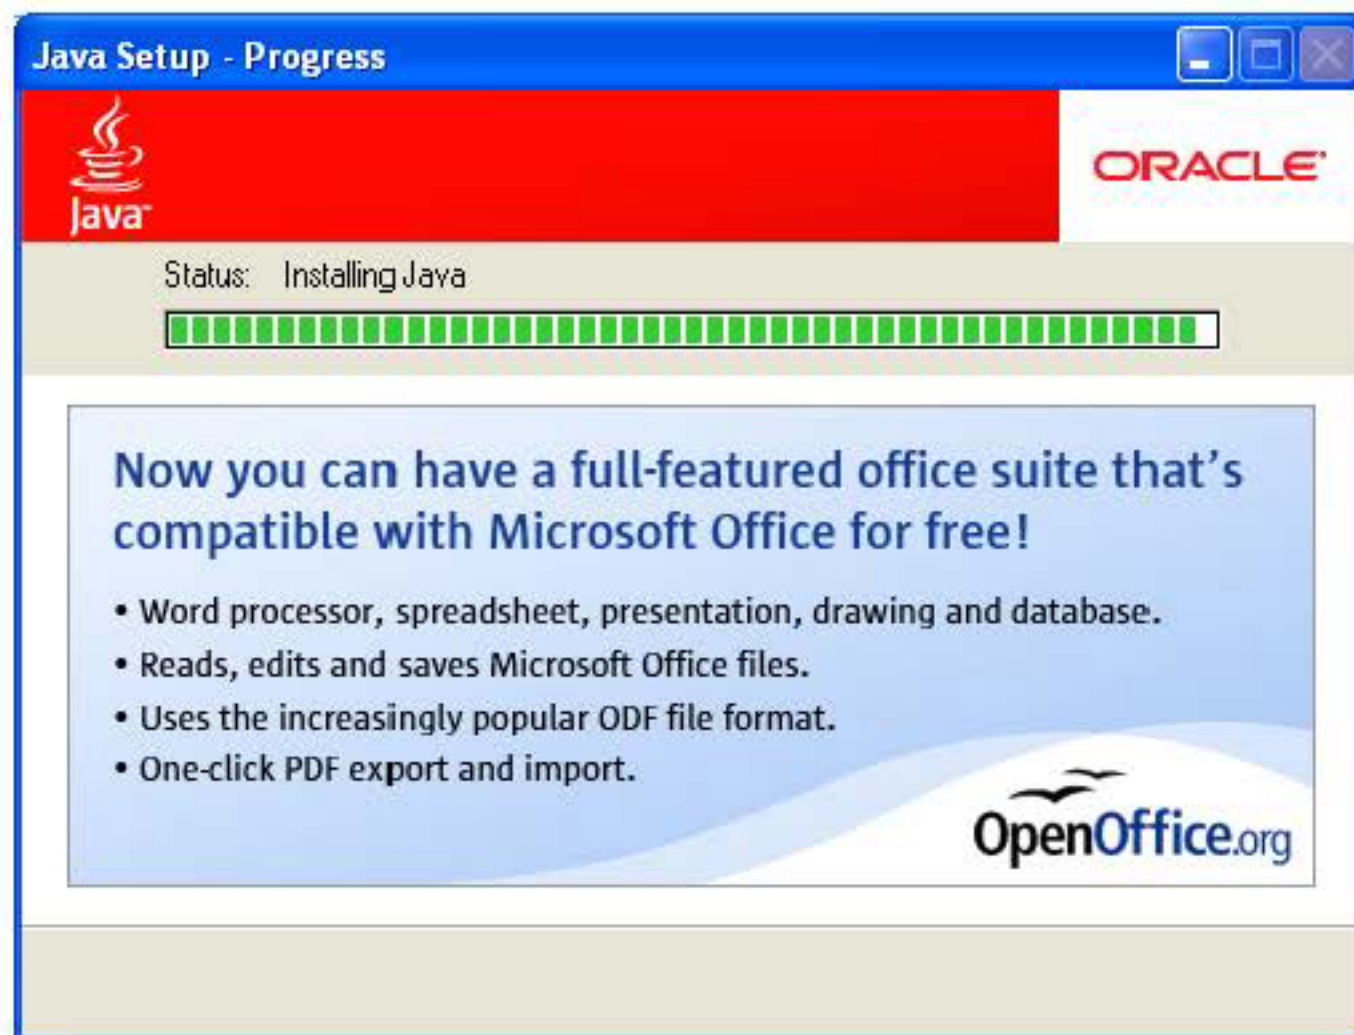 Java Setup - Progress
Java™
ORACLE®
Status: Installing Java
Now you can have a full-featured office suite that's
compatible with Microsoft Office for free!
• Word processor, spreadsheet, presentation, drawing and database.
• Reads, edits and saves Microsoft Office files.
• Uses the increasingly popular ODF file format.
• One-click PDF export and import.
OpenOffice.org